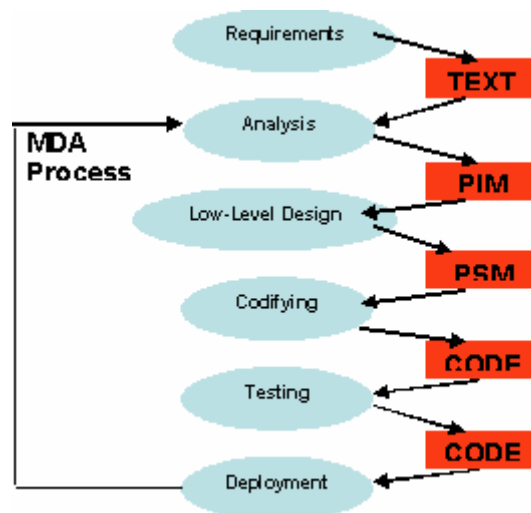 Requirements
TEXT
Analysis
MDA
Process
PIM
Low-Level Design
PSM
Codifying
CODE
Testing
CODE
Deployment